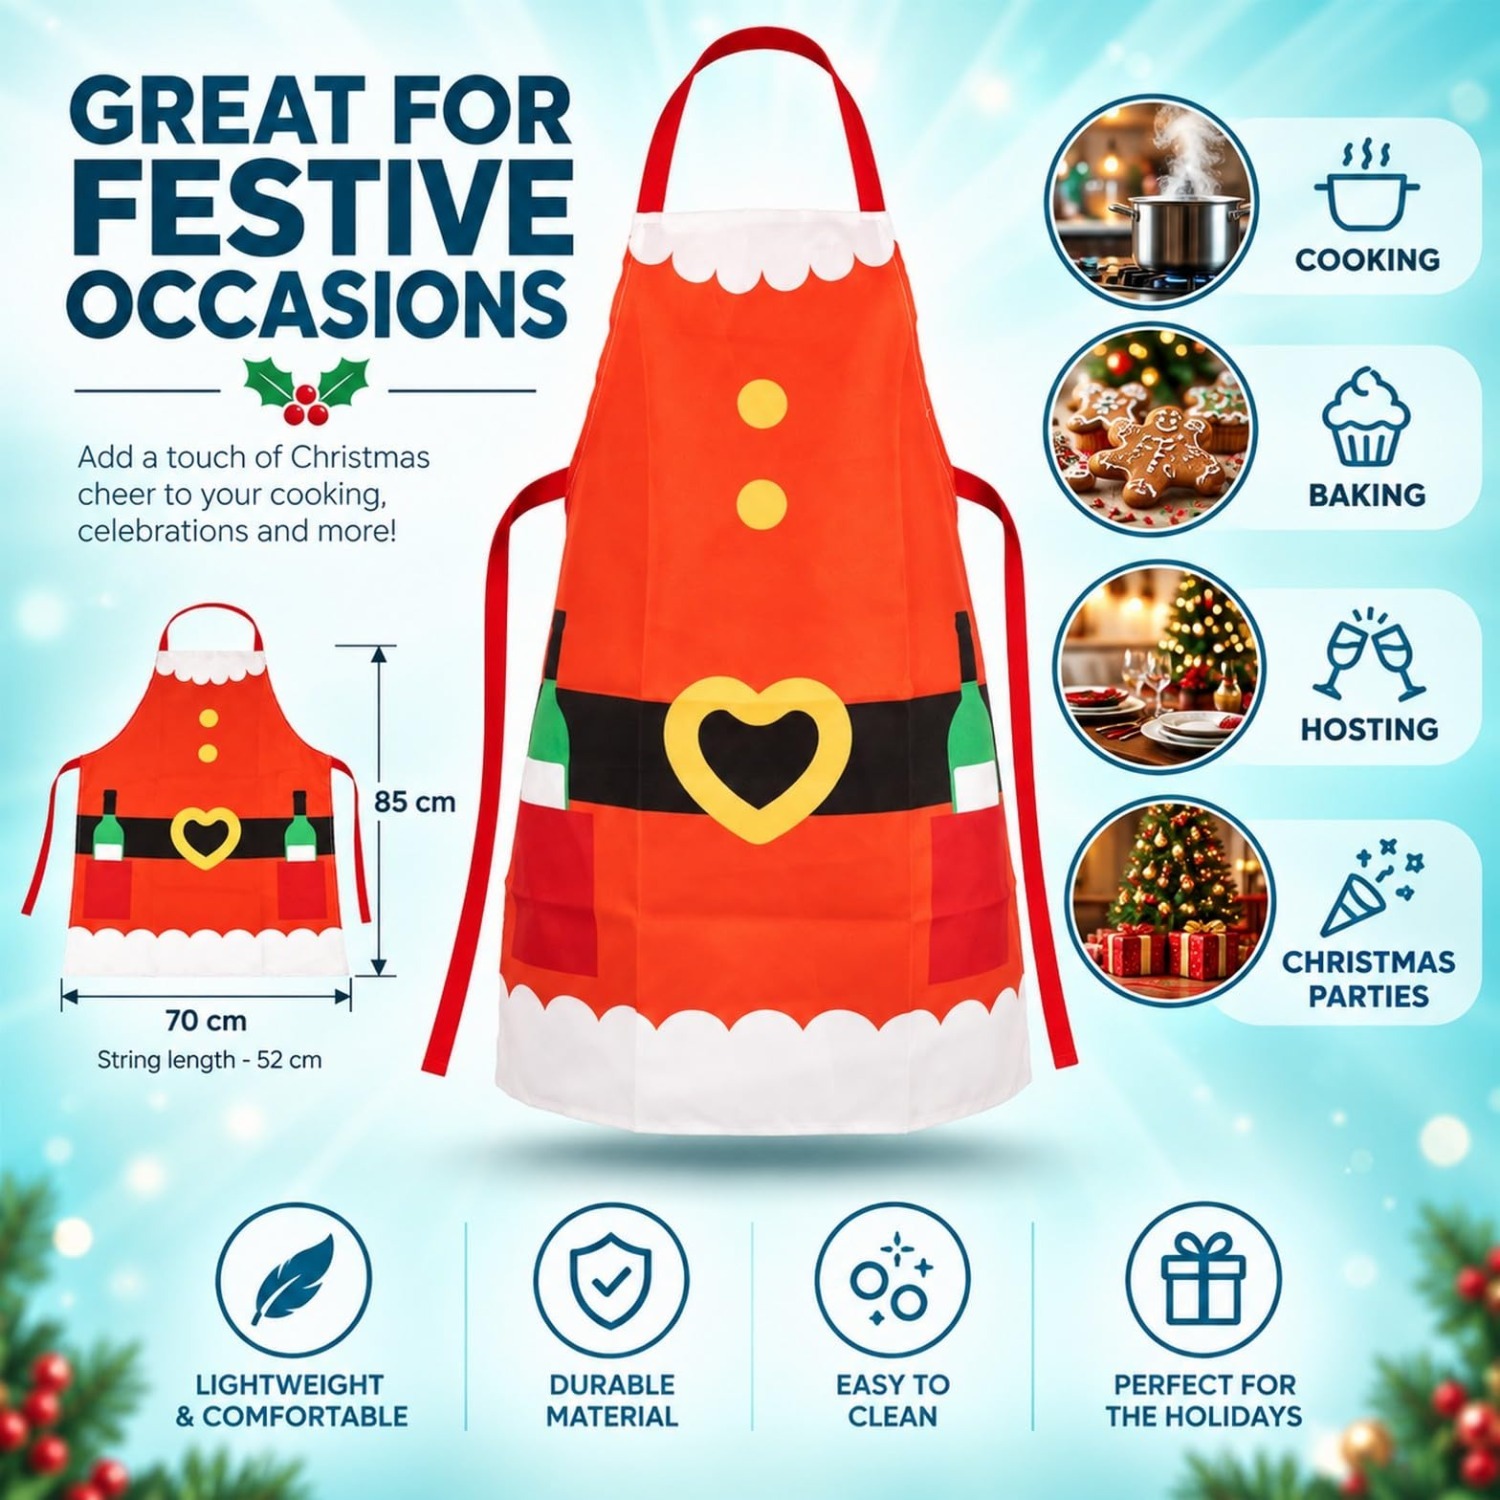 GREAT FOR
FESTIVE
OCCASIONS
Add a touch of Christmas
cheer to your cooking,
celebrations and more!
85 cm
70 cm
String length - 52 cm
COOKING
BAKING
HOSTING
CHRISTMAS
PARTIES
LIGHTWEIGHT
& COMFORTABLE
DURABLE
MATERIAL
EASY TO
CLEAN
PERFECT FOR
THE HOLIDAYS